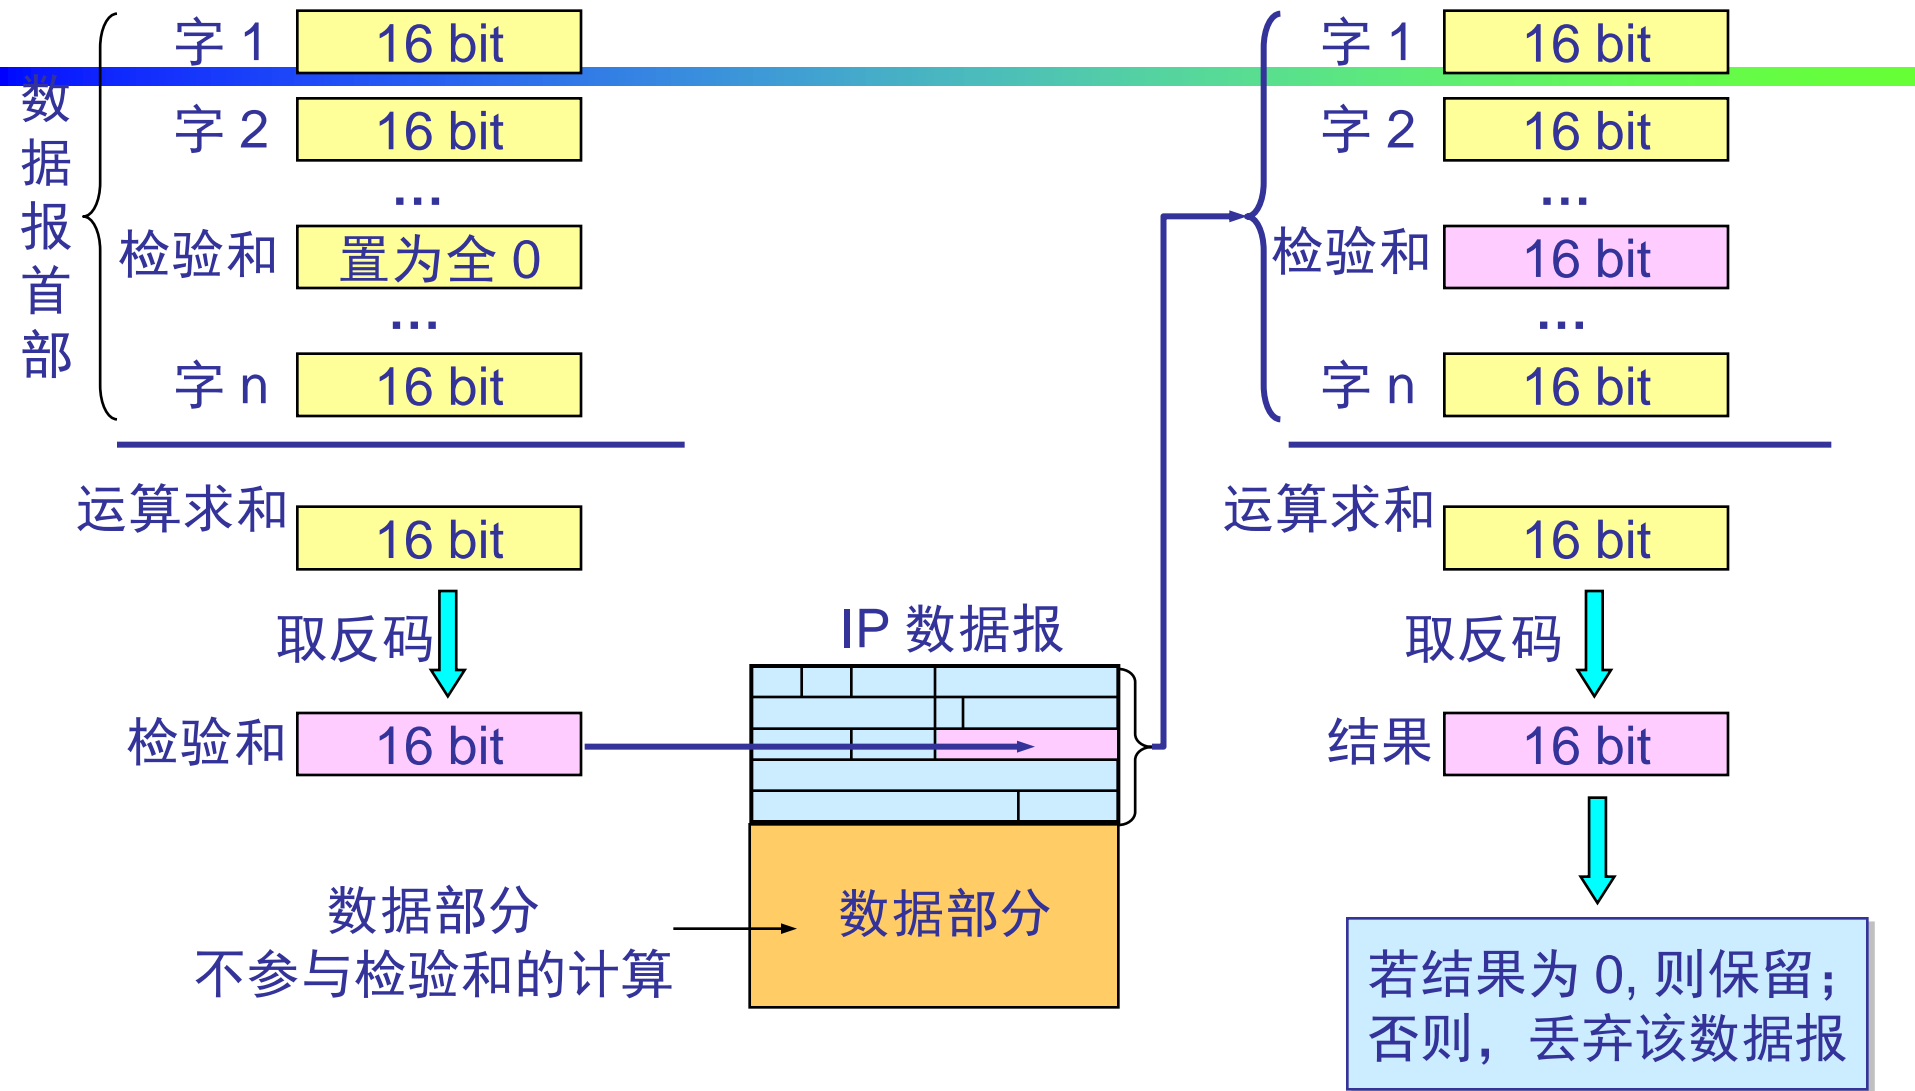 数据报首部
字 1 16 bit
字 2 16 bit
...
检验和 置为全 0
...
字 n 16 bit
运算求和 16 bit
取反码
检验和 16 bit
数据部分
不参与检验和的计算
IP 数据报
数据部分
字 1 16 bit
字 2 16 bit
...
检验和 16 bit
...
字 n 16 bit
运算求和 16 bit
取反码
结果 16 bit
若结果为 0, 则保留；
否则，丢弃该数据报